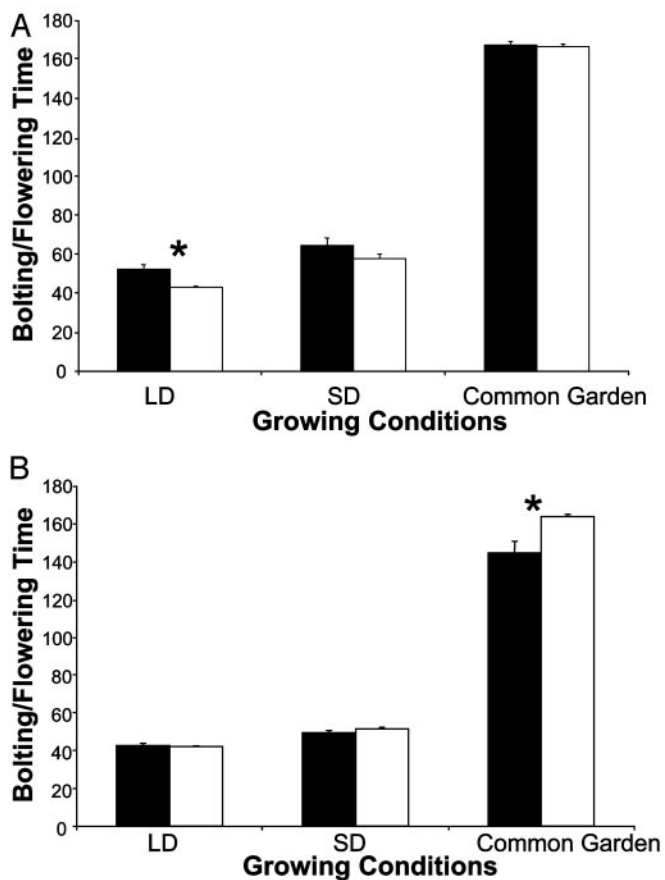 A
Bolting/Flowering Time
180
160
140
120
100
80
60
40
20
0
*
LD
SD
Common Garden
Growing Conditions
B
Bolting/Flowering Time
180
160
140
120
100
80
60
40
20
0
*
LD
SD
Common Garden
Growing Conditions